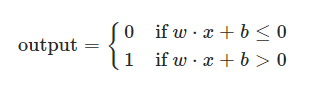 output = { 0 if w · x + b ≤ 0
1 if w · x + b > 0